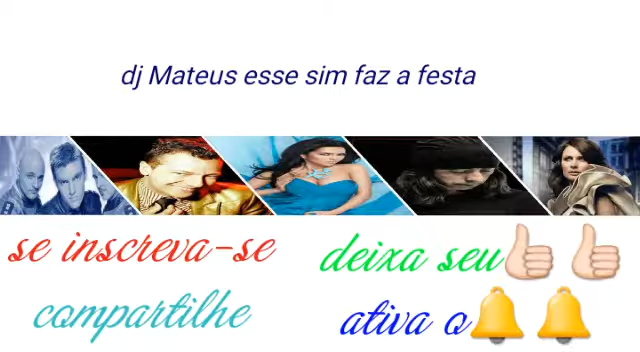 dj Mateus esse sim faz a festa
se inscreva-se
deixa seu
compartilhe
ativa o